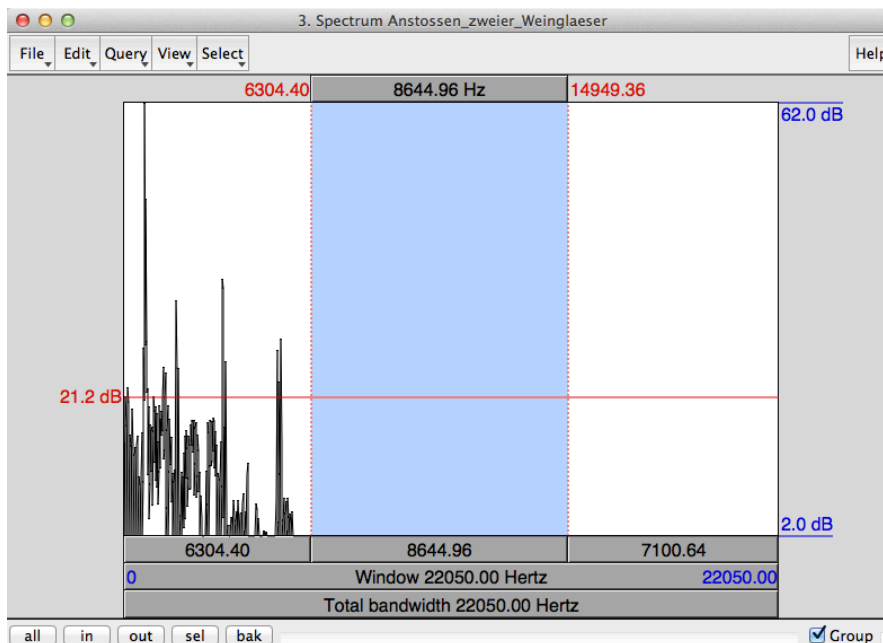 3. Spectrum Anstossen_zweier_Weinglaeser
File Edit Query View Select Help
6304.40 8644.96 Hz 14949.36
62.0 dB
21.2 dB
2.0 dB
6304.40 8644.96 7100.64
0 Window 22050.00 Hertz 22050.00
Total bandwidth 22050.00 Hertz
all in out sel bak Group